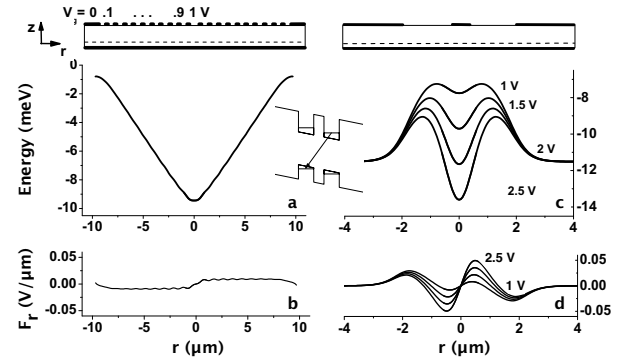 V = 0 .1 ... .9 1 V
z
r
0
-2
-4
-6
-8
-10
Energy (meV)
-10 -5 0 5 10
a
1 V
1.5 V
2 V
2.5 V
c
-8
-10
-12
-14
-4 -2 0 2 4
0.05
0.00
-0.05
F_r (V/μm)
b
-10 -5 0 5 10
r (μm)
2.5 V
1 V
d
0.05
0.00
-0.05
-4 -2 0 2 4
r (μm)